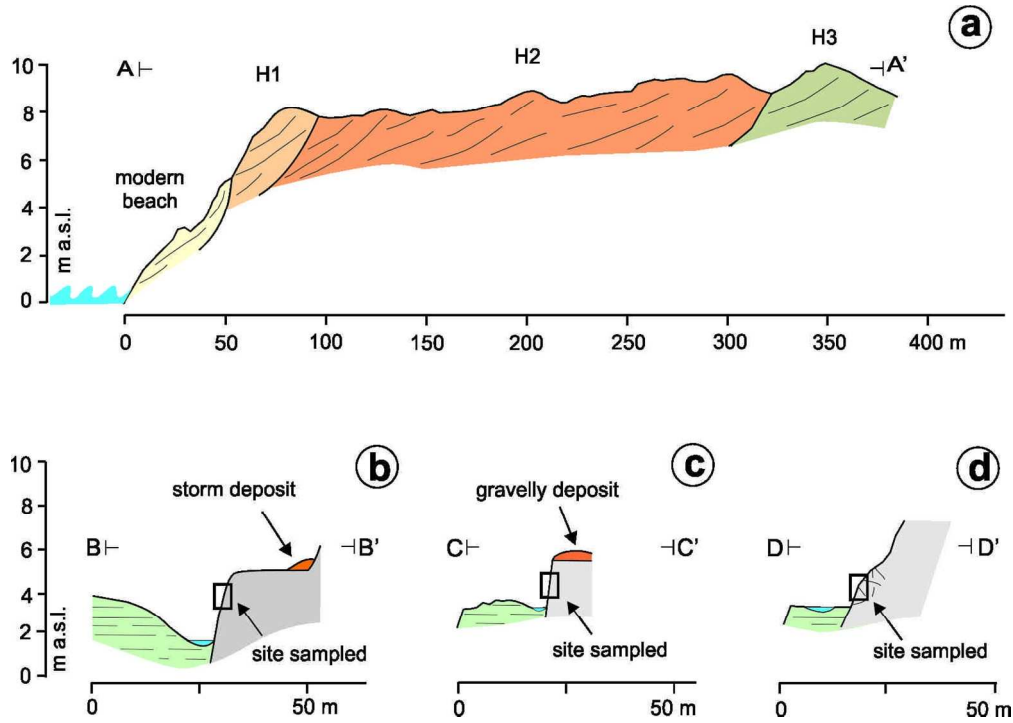 a
H3
10
A
A'
H1
H2
8
6
modern
beach
4
m a.s.l.
2
0
0
50
100
150
200
250
300
350
400 m
10
b
c
d
storm deposit
gravelly deposit
8
6
B
B'
C
C'
D
D'
4
m a.s.l.
2
site sampled
site sampled
site sampled
0
0
50 m
0
50 m
0
50 m